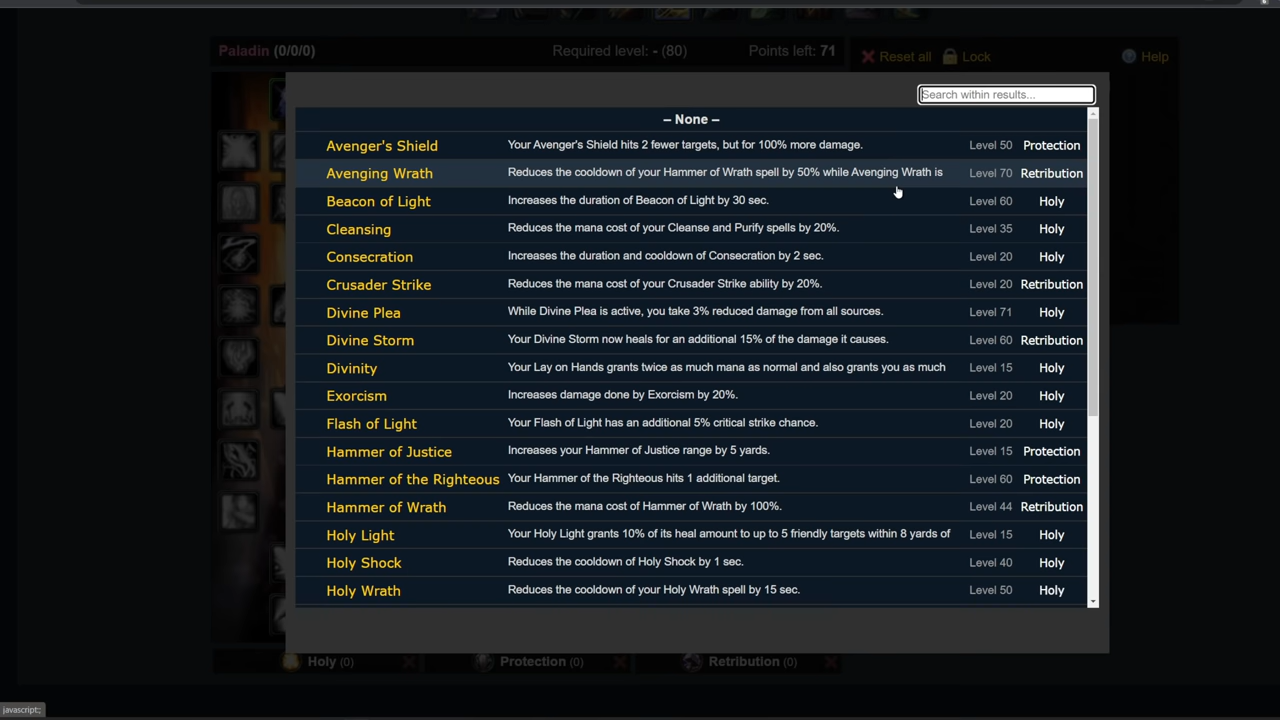 Paladin (0/0/0) Required level: - (80) Points left: 71 Reset all Lock Help
Search within results...
– None –
Avenger's Shield Your Avenger's Shield hits 2 fewer targets, but for 100% more damage. Level 50 Protection
Avenging Wrath Reduces the cooldown of your Hammer of Wrath spell by 50% while Avenging Wrath is Level 70 Retribution
Beacon of Light Increases the duration of Beacon of Light by 30 sec. Level 60 Holy
Cleansing Reduces the mana cost of your Cleanse and Purify spells by 20%. Level 35 Holy
Consecration Increases the duration and cooldown of Consecration by 2 sec. Level 20 Holy
Crusader Strike Reduces the mana cost of your Crusader Strike ability by 20%. Level 20 Retribution
Divine Plea While Divine Plea is active, you take 3% reduced damage from all sources. Level 71 Holy
Divine Storm Your Divine Storm now heals for an additional 15% of the damage it causes. Level 60 Retribution
Divinity Your Lay on Hands grants twice as much mana as normal and also grants you as much Level 15 Holy
Exorcism Increases damage done by Exorcism by 20%. Level 20 Holy
Flash of Light Your Flash of Light has an additional 5% critical strike chance. Level 20 Holy
Hammer of Justice Increases your Hammer of Justice range by 5 yards. Level 15 Protection
Hammer of the Righteous Your Hammer of the Righteous hits 1 additional target. Level 60 Protection
Hammer of Wrath Reduces the mana cost of Hammer of Wrath by 100%. Level 44 Retribution
Holy Light Your Holy Light grants 10% of its heal amount to up to 5 friendly targets within 8 yards of Level 15 Holy
Holy Shock Reduces the cooldown of Holy Shock by 1 sec. Level 40 Holy
Holy Wrath Reduces the cooldown of your Holy Wrath spell by 15 sec. Level 50 Holy
Holy (0) Protection (0) Retribution (0)
javascript:;